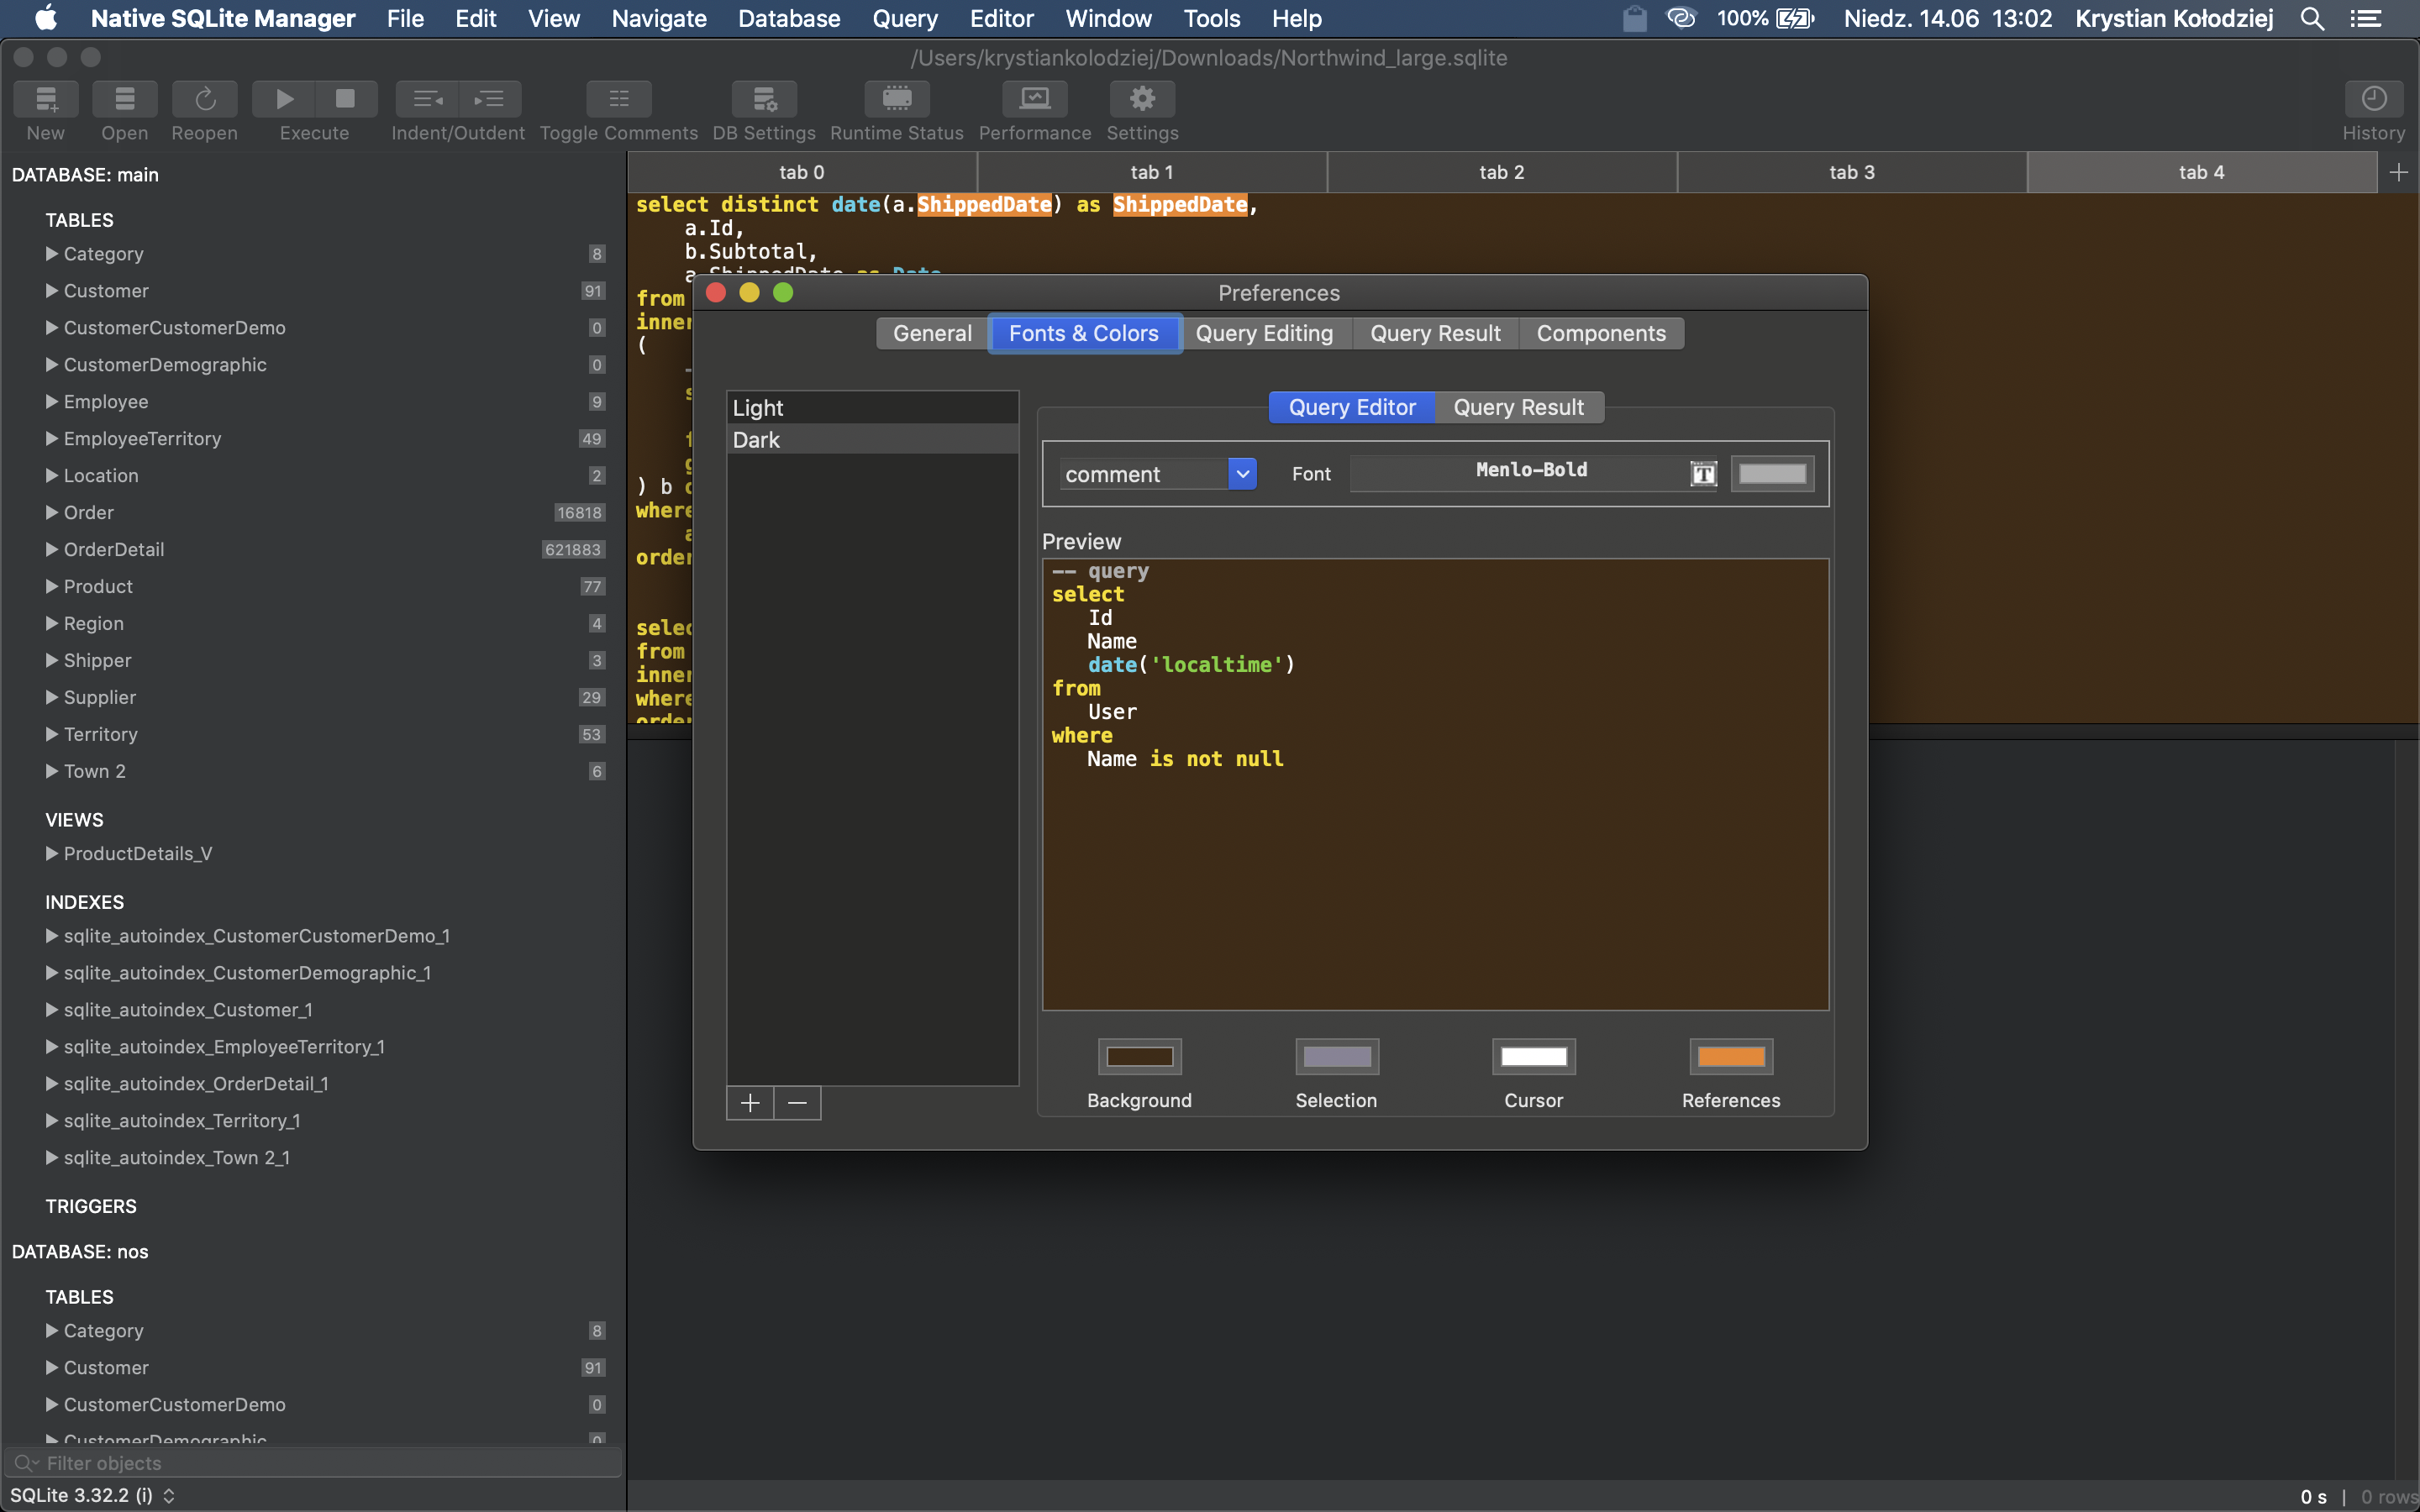 Native SQLite Manager File Edit View Navigate Database Query Editor Window Tools Help 100% Niedz. 14.06 13:02 Krystian Kołodziej
/Users/krystiankolodziej/Downloads/Northwind_large.sqlite
New Open Reopen Execute Indent/Outdent Toggle Comments DB Settings Runtime Status Performance Settings History
DATABASE: main
TABLES
Category 8
Customer 91
CustomerCustomerDemo 0
CustomerDemographic 0
Employee 9
EmployeeTerritory 49
Location 2
Order 16818
OrderDetail 621883
Product 77
Region 4
Shipper 3
Supplier 29
Territory 53
Town 2 6
VIEWS
ProductDetails_V
INDEXES
sqlite_autoindex_CustomerCustomerDemo_1
sqlite_autoindex_CustomerDemographic_1
sqlite_autoindex_Customer_1
sqlite_autoindex_EmployeeTerritory_1
sqlite_autoindex_OrderDetail_1
sqlite_autoindex_Territory_1
sqlite_autoindex_Town 2_1
TRIGGERS
DATABASE: nos
TABLES
Category 8
Customer 91
CustomerCustomerDemo 0
CustomerDemographic 0
Filter objects
SQLite 3.32.2 (i)
tab 0 tab 1 tab 2 tab 3 tab 4
select distinct date(a.ShippedDate) as ShippedDate,
a.Id,
b.Subtotal,
a.ShippedDate as Date
from
inner
(
) b
where
order
select
from
inner
where
order
Preferences
General Fonts & Colors Query Editing Query Result Components
Light
Dark
Query Editor Query Result
comment Font Menlo-Bold
Preview
-- query
select
Id
Name
date('localtime')
from
User
where
Name is not null
Background Selection Cursor References
0 s | 0 rows